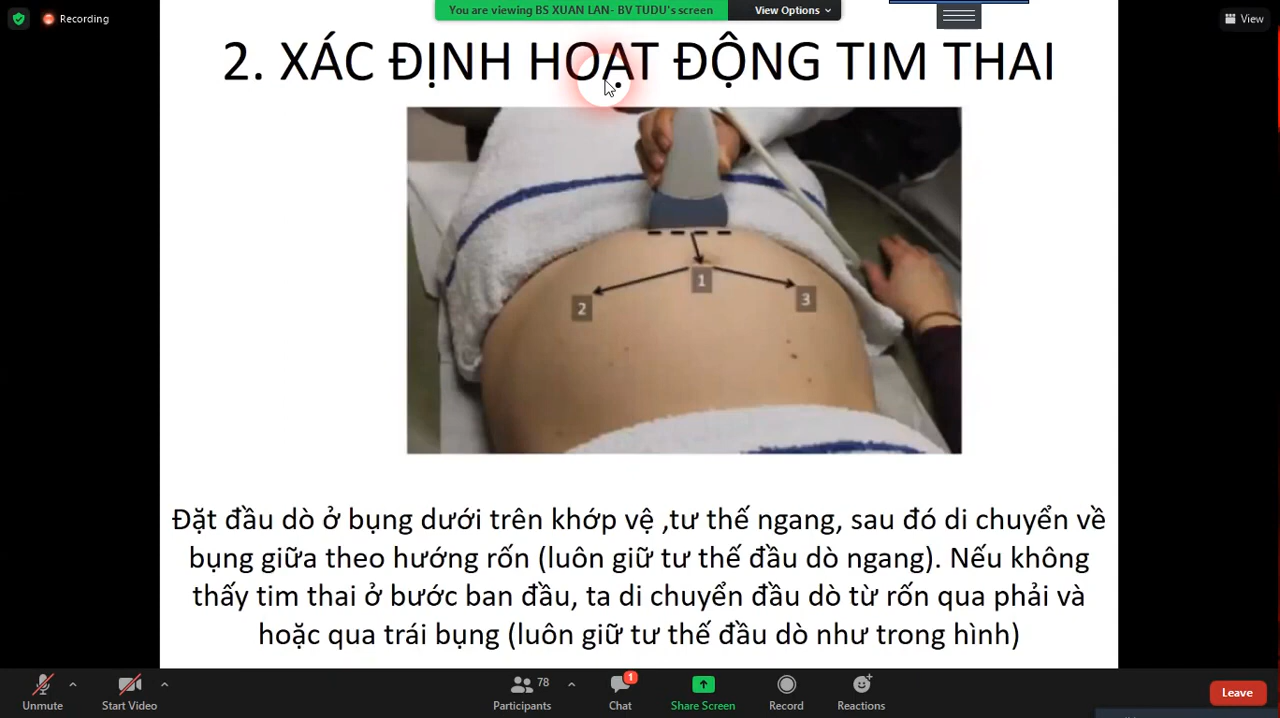 Recording
You are viewing BS XUAN LAN- BV TUDU's screen
View Options
View
2. XÁC ĐỊNH HOẠT ĐỘNG TIM THAI
1
2
3
Đặt đầu dò ở bụng dưới trên khớp vệ ,tư thế ngang, sau đó di chuyển về
bụng giữa theo hướng rốn (luôn giữ tư thế đầu dò ngang). Nếu không
thấy tim thai ở bước ban đầu, ta di chuyển đầu dò từ rốn qua phải và
hoặc qua trái bụng (luôn giữ tư thế đầu dò như trong hình)
Unmute
Start Video
78
Participants
1
Chat
Share Screen
Record
Reactions
Leave